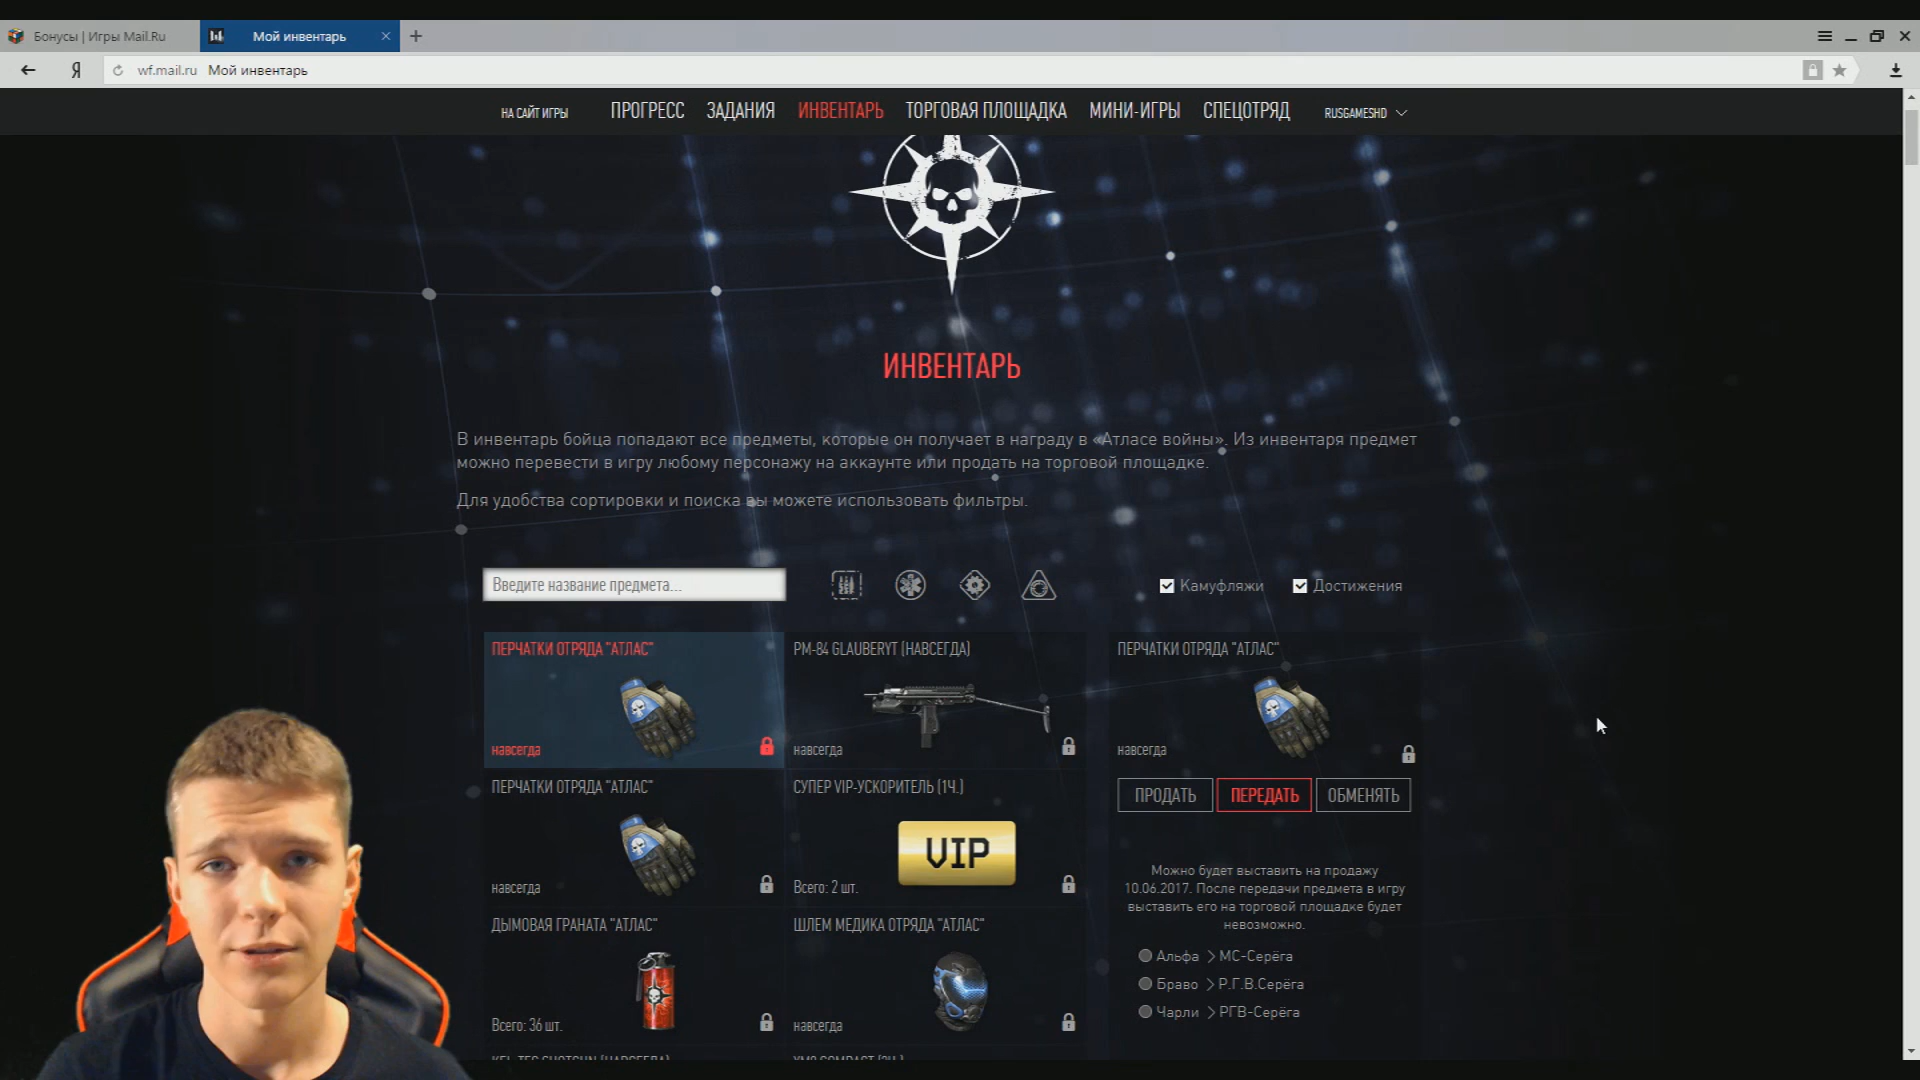 Бонусы | Игры Mail.Ru
Мой инвентарь
Я
wf.mail.ru Мой инвентарь
НА САЙТ ИГРЫ ПРОГРЕСС ЗАДАНИЯ ИНВЕНТАРЬ ТОРГОВАЯ ПЛОЩАДКА МИНИ-ИГРЫ СПЕЦОТРЯД RUSGAMESHD
ИНВЕНТАРЬ
В инвентарь бойца попадают все предметы, которые он получает в награду в «Атласе войны». Из инвентаря предмет
можно перевести в игру любому персонажу на аккаунте или продать на торговой площадке.
Для удобства сортировки и поиска вы можете использовать фильтры.
Введите название предмета...
Камуфляжи
Достижения
ПЕРЧАТКИ ОТРЯДА "АТЛАС"
навсегда
PM-84 GLAUBERYT (НАВСЕГДА)
навсегда
ПЕРЧАТКИ ОТРЯДА "АТЛАС"
навсегда
СУПЕР VIP-УСКОРИТЕЛЬ (1Ч.)
VIP
Всего: 2 шт.
ДЫМОВАЯ ГРАНАТА "АТЛАС"
Всего: 36 шт.
ШЛЕМ МЕДИКА ОТРЯДА "АТЛАС"
навсегда
ПЕРЧАТКИ ОТРЯДА "АТЛАС"
навсегда
ПРОДАТЬ ПЕРЕДАТЬ ОБМЕНЯТЬ
Можно будет выставить на продажу
10.06.2017. После передачи предмета в игру
выставить его на торговой площадке будет
невозможно.
Альфа > МС-Серёга
Браво > Р.Г.В.Серёга
Чарли > РГВ-Серёга